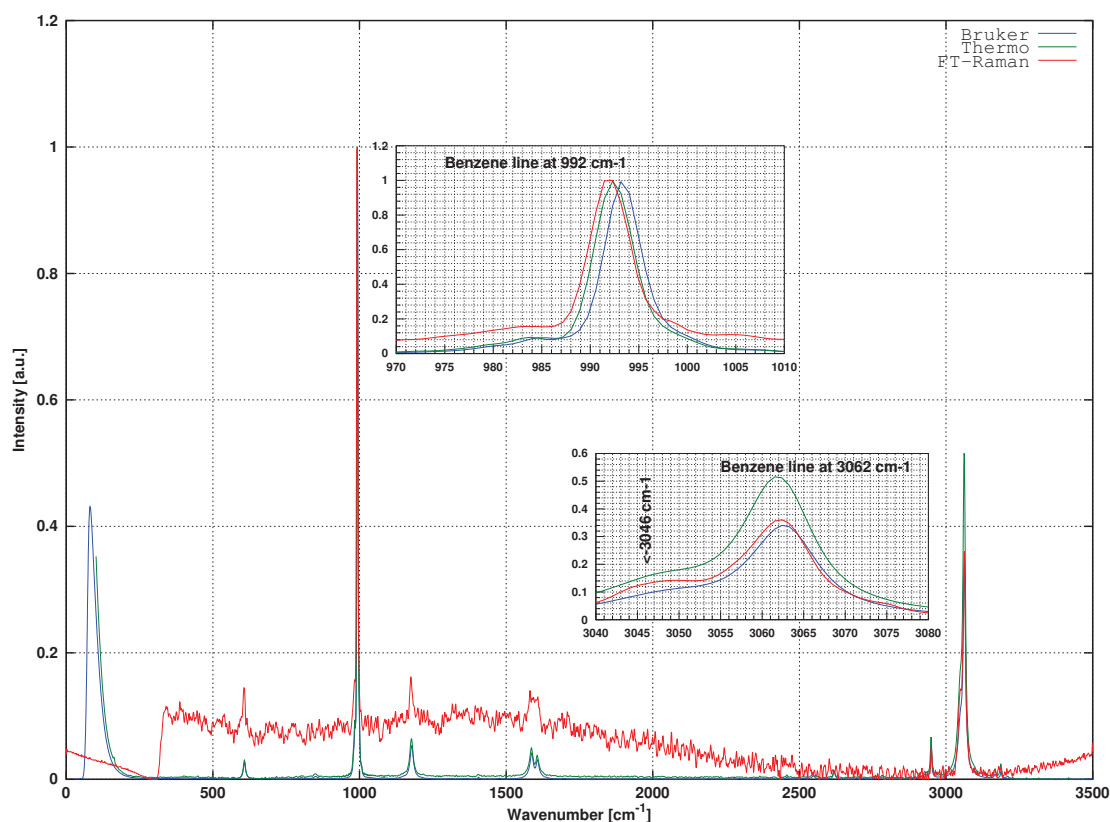 1.2
1
0.8
0.6
0.4
0.2
0
Intensity [a.u.]
Bruker
Thermo
FT-Raman
Benzene line at 992 cm-1
1.2
1
0.8
0.6
0.4
0.2
0
970 975 980 985 990 995 1000 1005 1010
Benzene line at 3062 cm-1
<-3046 cm-1
0.6
0.5
0.4
0.3
0.2
0.1
0
3040 3045 3050 3055 3060 3065 3070 3075 3080
0 500 1000 1500 2000 2500 3000 3500
Wavenumber [cm⁻¹]